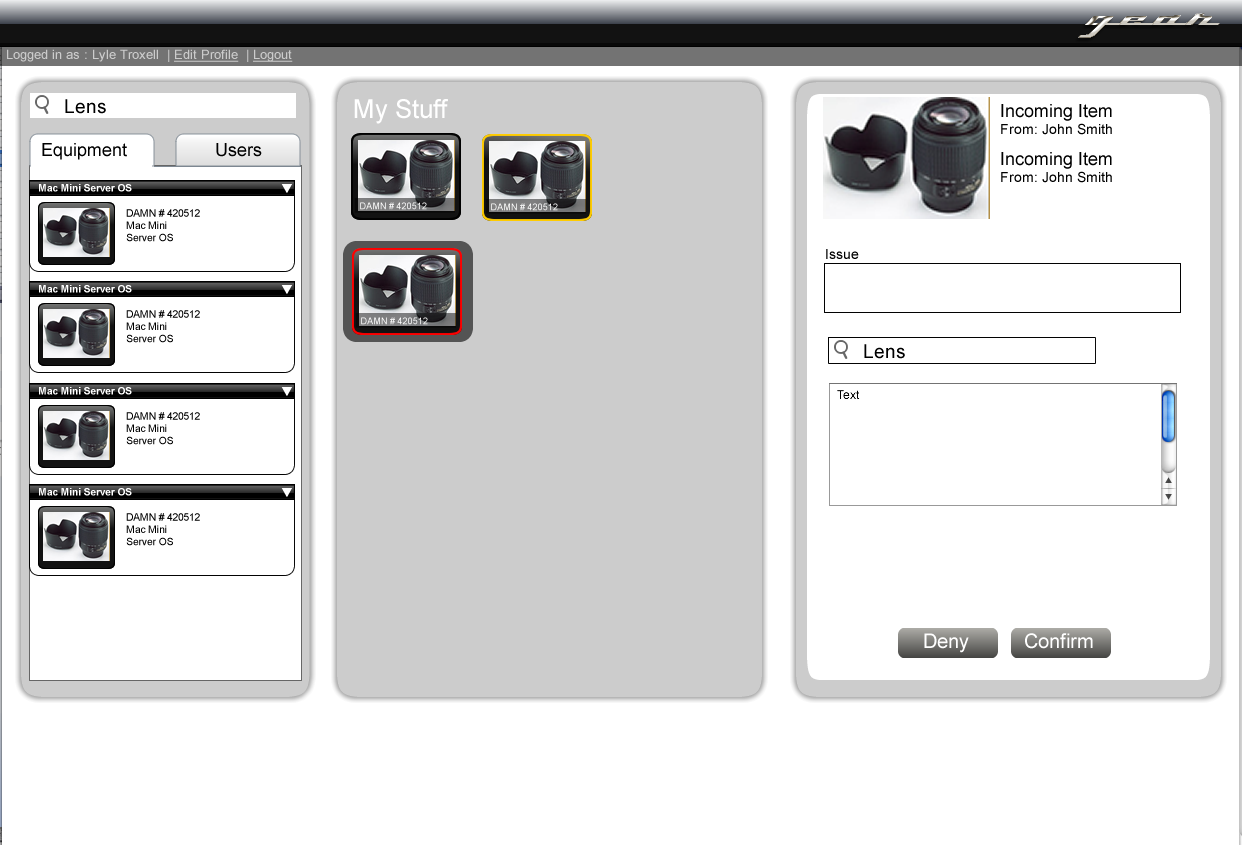 yeah
Logged in as : Lyle Troxell | Edit Profile | Logout
Lens
Equipment
Users
Mac Mini Server OS
DAMN # 420512
Mac Mini
Server OS
Mac Mini Server OS
DAMN # 420512
Mac Mini
Server OS
Mac Mini Server OS
DAMN # 420512
Mac Mini
Server OS
Mac Mini Server OS
DAMN # 420512
Mac Mini
Server OS
My Stuff
DAMN # 420512
DAMN # 420512
DAMN # 420512
Incoming Item
From: John Smith
Incoming Item
From: John Smith
Issue
Lens
Text
Deny
Confirm